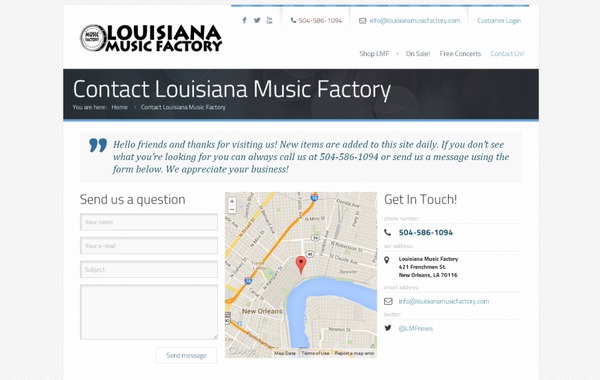 LOUISIANA
MUSIC FACTORY
MUSIC
FACTORY
504-586-1094
info@louisianamusicfactory.com
Customer Login
Shop LMF
On Sale!
Free Concerts
Contact Us!
Contact Louisiana Music Factory
You are here: Home Contact Louisiana Music Factory
Hello friends and thanks for visiting us! New items are added to this site daily. If you don't see
what you're looking for you can always call us at 504-586-1094 or send us a message using the
form below. We appreciate your business!
Send us a question
Your name
Your e-mail
Subject
Send message
New Orleans
Google
Map Data
Terms of Use
Report a map error
Get In Touch!
phone number:
504-586-1094
our address:
Louisiana Music Factory
421 Frenchmen St.
New Orleans, LA 70116
email address:
info@louisianamusicfactory.com
twitter:
@LMFnews